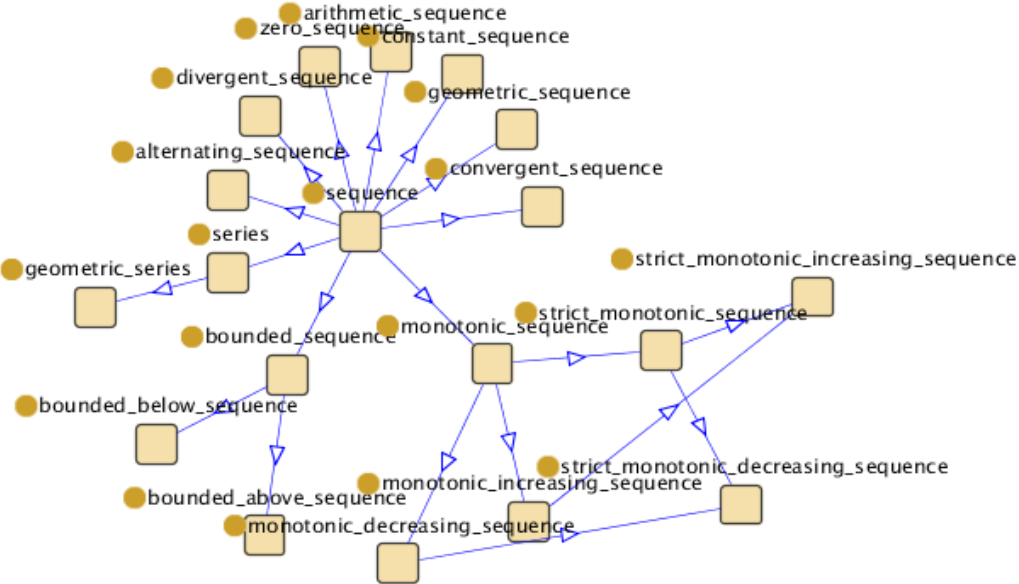 arithmetic_sequence
zero_sequence
constant_sequence
divergent_sequence
geometric_sequence
alternating_sequence
convergent_sequence
sequence
series
strict_monotonic_increasing_sequence
geometric_series
strict_monotonic_sequence
monotonic_sequence
bounded_sequence
bounded_below_sequence
strict_monotonic_decreasing_sequence
monotonic_increasing_sequence
bounded_above_sequence
monotonic_decreasing_sequence